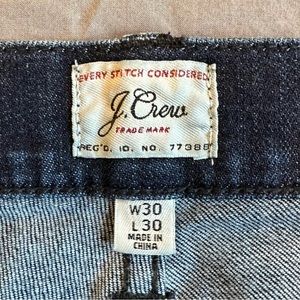 EVERY STITCH CONSIDERED
J.Crew
TRADE MARK
REG'D. ID. NO. 77388
W30
L30
MADE IN
CHINA